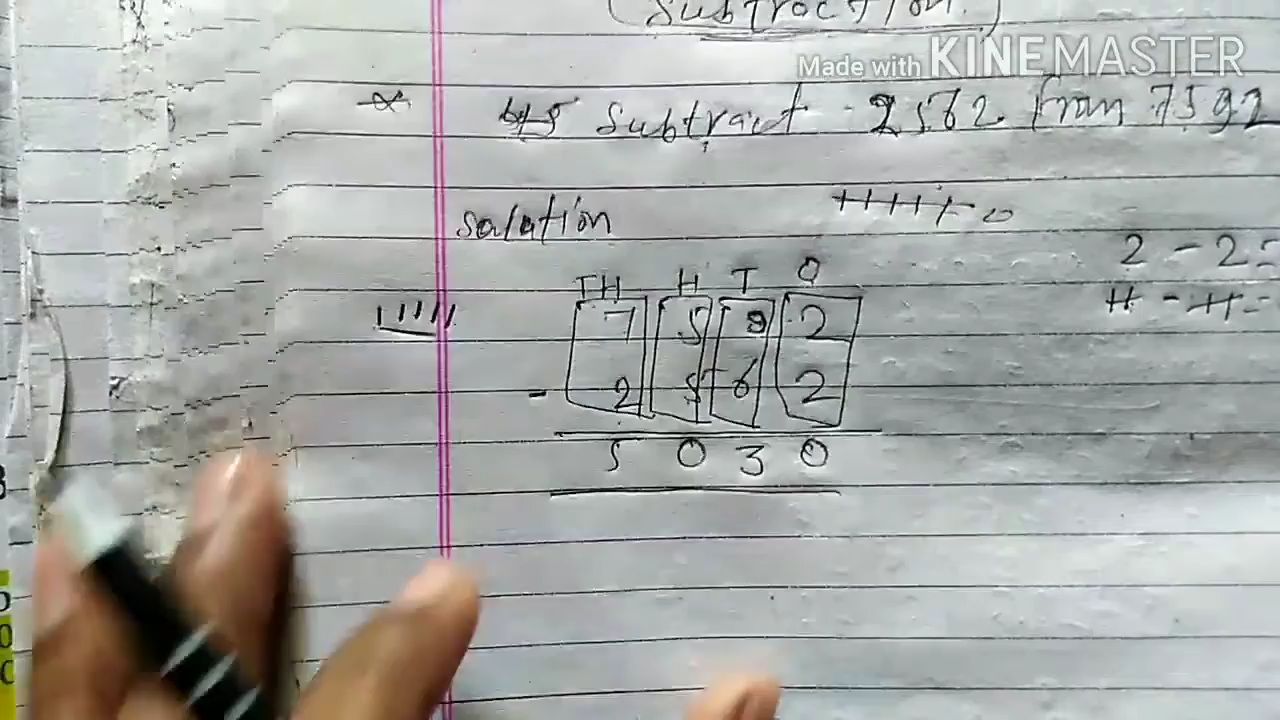 (Subtraction)
Made with KINEMASTER
Subtract 2562 from 7592
solution
2 - 2 =
TH H T O
7 5 9 2
- 2 5 6 2
5 0 3 0